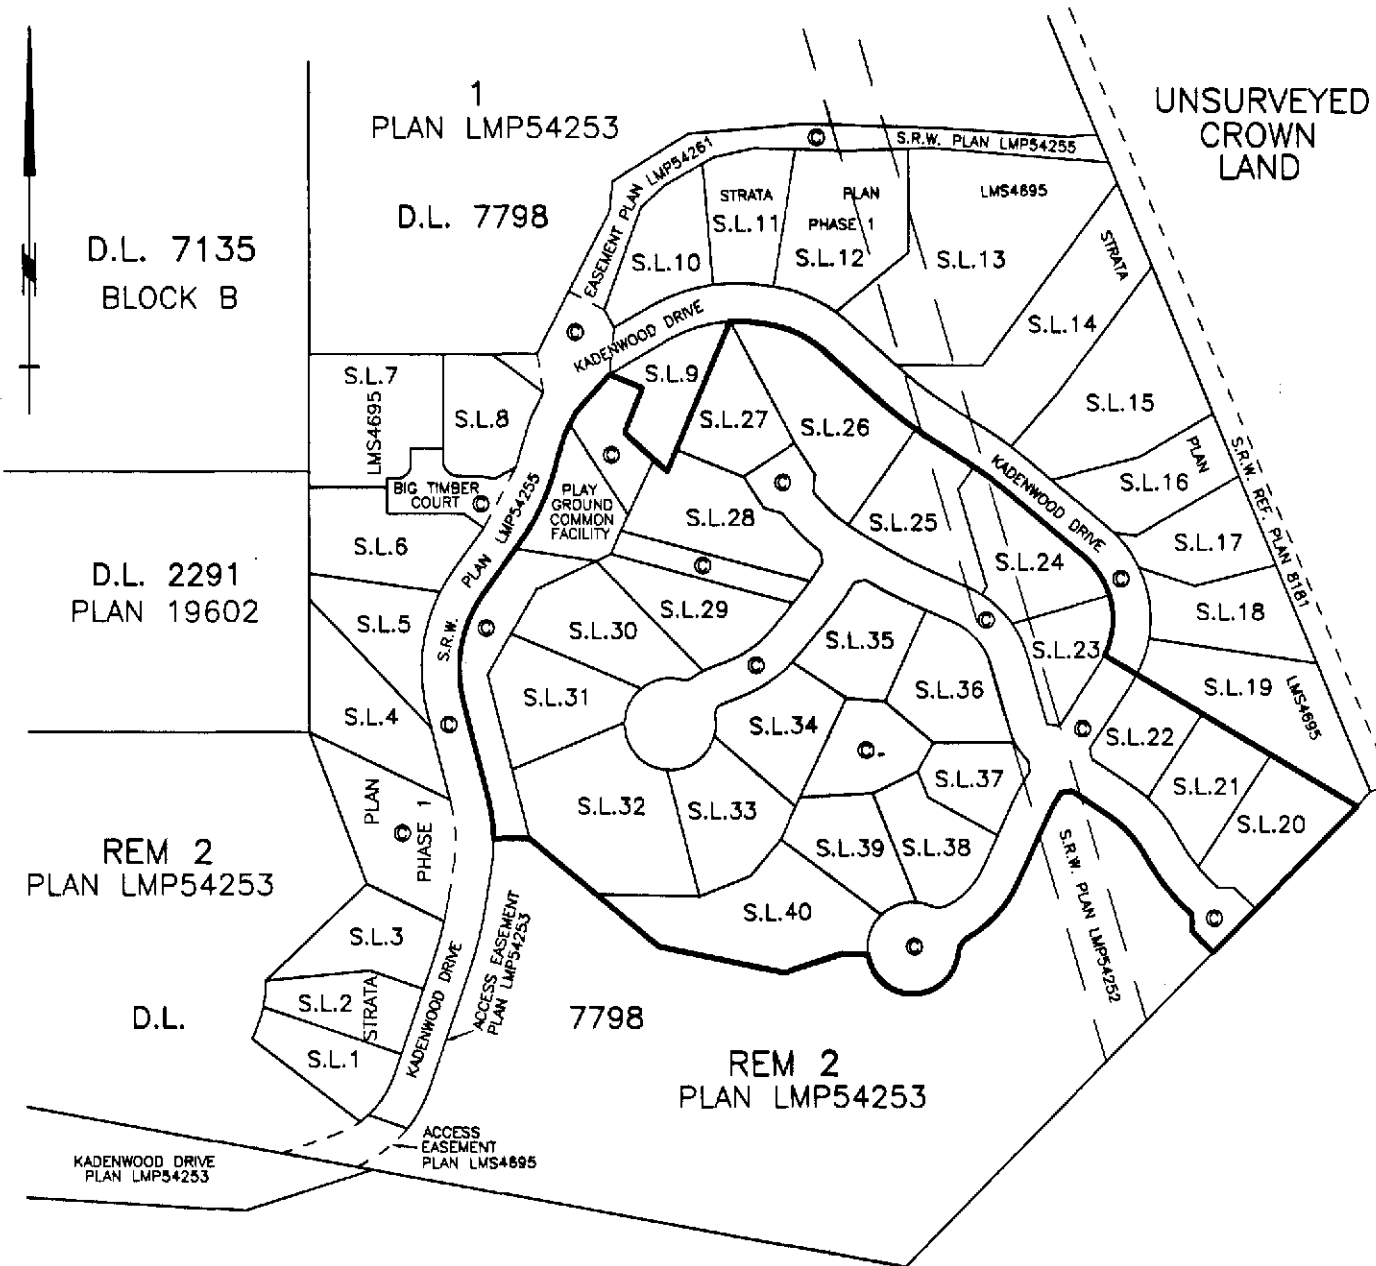 1
PLAN LMP54253
D.L. 7798
UNSURVEYED
CROWN
LAND
D.L. 7135
BLOCK B
EASEMENT PLAN LMP54261
©
S.R.W. PLAN LMP54255
STRATA
PLAN
PHASE 1
LMS4695
S.L.10
S.L.11
S.L.12
S.L.13
STRATA
S.L.14
S.L.15
PLAN
S.L.16
S.L.17
S.L.18
S.L.19
LMS4695
S.R.W. REF. PLAN 8181
©
KADENWOOD DRIVE
S.L.7
LMS4695
S.L.8
S.L.9
S.L.27
S.L.26
BIG TIMBER
COURT
©
S.R.W. PLAN LMP54255
©
PLAY
GROUND
COMMON
FACILITY
©
S.L.28
S.L.25
KADENWOOD DRIVE
S.L.24
©
S.L.6
D.L. 2291
PLAN 19602
©
S.L.29
S.L.5
©
S.L.30
S.L.35
©
S.L.23
©
S.L.31
S.L.36
S.L.4
©
S.L.34
©
©
S.L.22
S.L.37
S.L.21
S.L.20
PLAN
PHASE 1
©
S.L.32
S.L.33
S.L.39
S.L.38
REM 2
PLAN LMP54253
S.L.40
©
©
S.R.W. PLAN LMP54252
S.L.3
S.L.2
STRATA
S.L.1
KADENWOOD DRIVE
ACCESS EASEMENT
PLAN LMP54253
D.L.
7798
REM 2
PLAN LMP54253
ACCESS
EASEMENT
PLAN LMS4695
KADENWOOD DRIVE
PLAN LMP54253